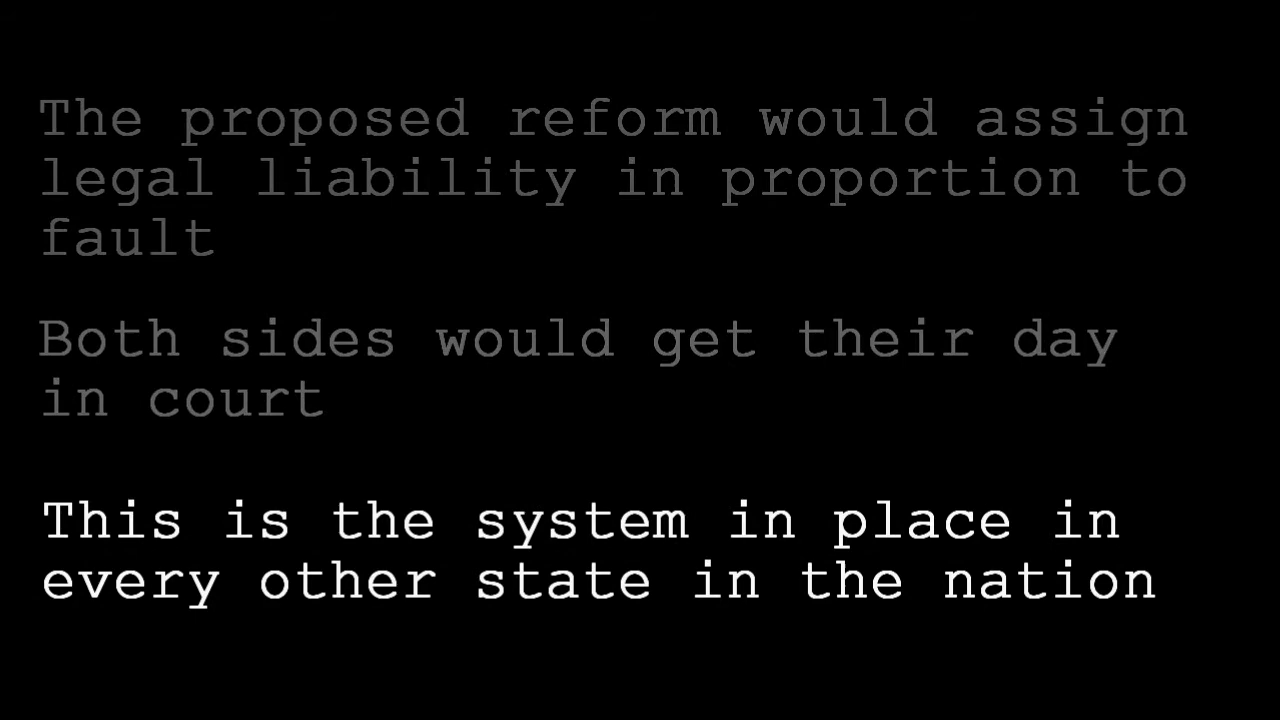 The proposed reform would assign
legal liability in proportion to
fault
Both sides would get their day
in court
This is the system in place in
every other state in the nation